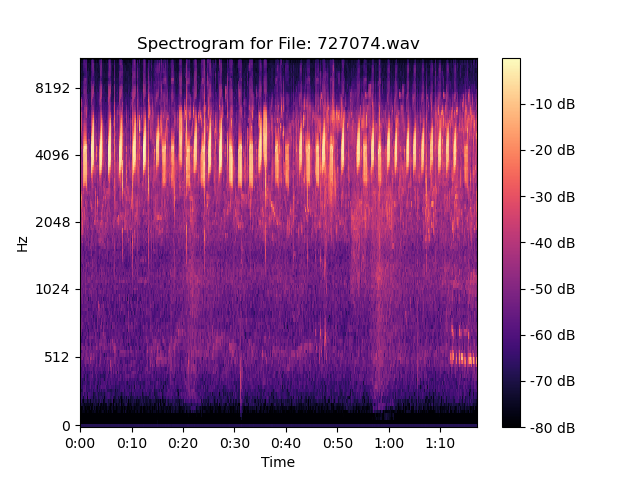 Spectrogram for File: 727074.wav
8192
4096
2048
1024
512
0
Hz
0:00 0:10 0:20 0:30 0:40 0:50 1:00 1:10
Time
-10 dB
-20 dB
-30 dB
-40 dB
-50 dB
-60 dB
-70 dB
-80 dB